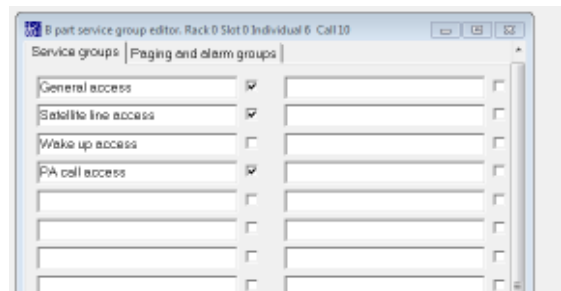 B part service group editor. Rack 0 Slot 0 Individual 6 Call 10
Service groups Paging and alarm groups
General access
Satellite line access
Wake up access
PA call access